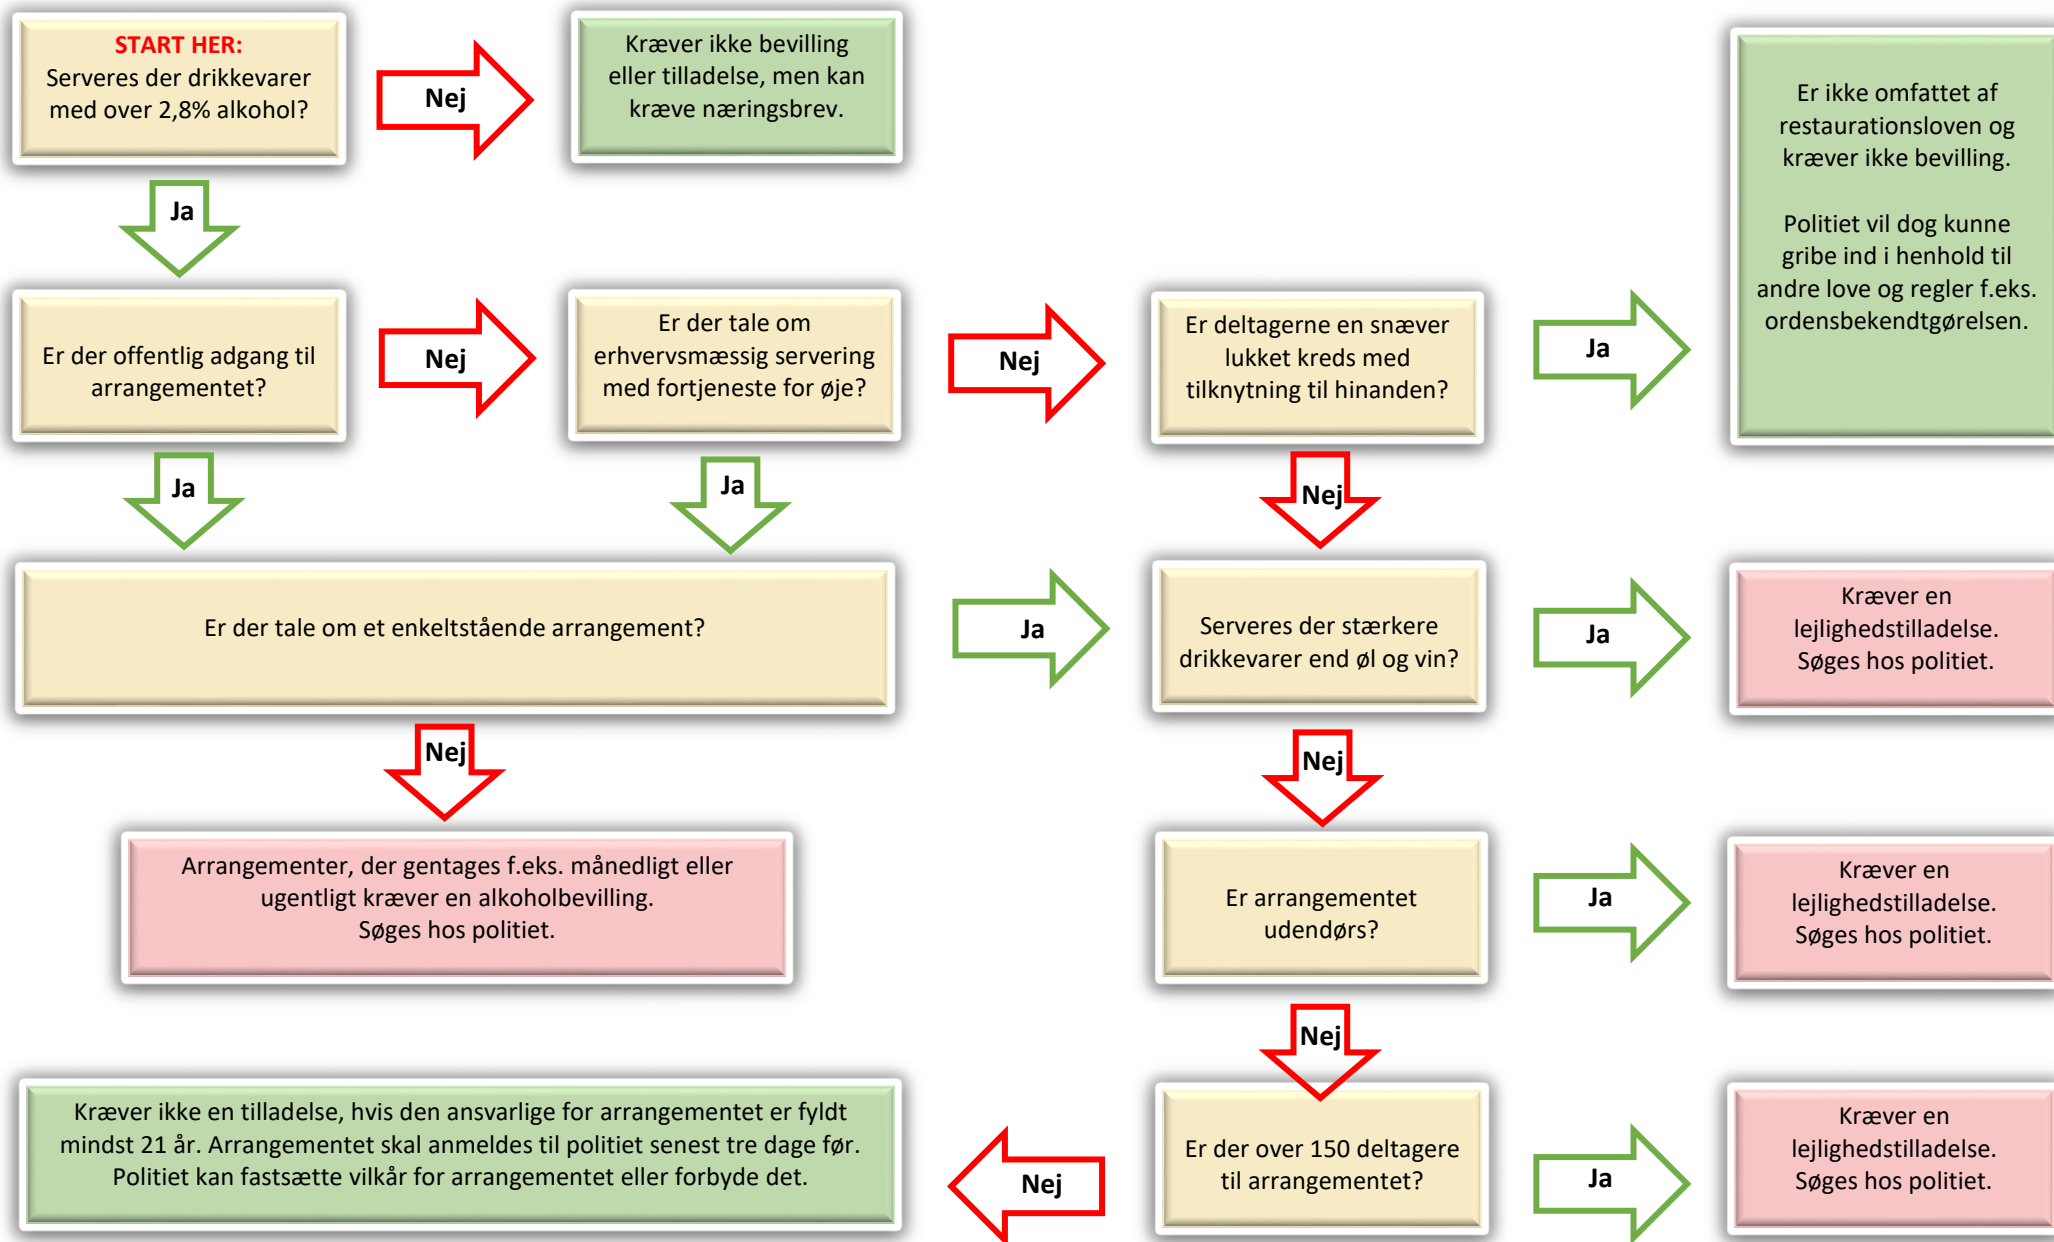 START HER:
Serveres der drikkevarer
med over 2,8% alkohol?
Nej
Kræver ikke bevilling
eller tilladelse, men kan
kræve næringsbrev.
Ja
Er der offentlig adgang til
arrangementet?
Nej
Er der tale om
erhvervsmæssig servering
med fortjeneste for øje?
Nej
Er deltagerne en snæver
lukket kreds med
tilknytning til hinanden?
Ja
Er ikke omfattet af
restaurationsloven og
kræver ikke bevilling.
Politiet vil dog kunne
gribe ind i henhold til
andre love og regler f.eks.
ordensbekendtgørelsen.
Ja
Ja
Nej
Er der tale om et enkeltstående arrangement?
Ja
Serveres der stærkere
drikkevarer end øl og vin?
Ja
Kræver en
lejlighedstilladelse.
Søges hos politiet.
Nej
Nej
Arrangementer, der gentages f.eks. månedligt eller
ugentligt kræver en alkoholbevilling.
Søges hos politiet.
Er arrangementet
udendørs?
Ja
Kræver en
lejlighedstilladelse.
Søges hos politiet.
Nej
Kræver ikke en tilladelse, hvis den ansvarlige for arrangementet er fyldt
mindst 21 år. Arrangementet skal anmeldes til politiet senest tre dage før.
Politiet kan fastsætte vilkår for arrangementet eller forbyde det.
Nej
Er der over 150 deltagere
til arrangementet?
Ja
Kræver en
lejlighedstilladelse.
Søges hos politiet.